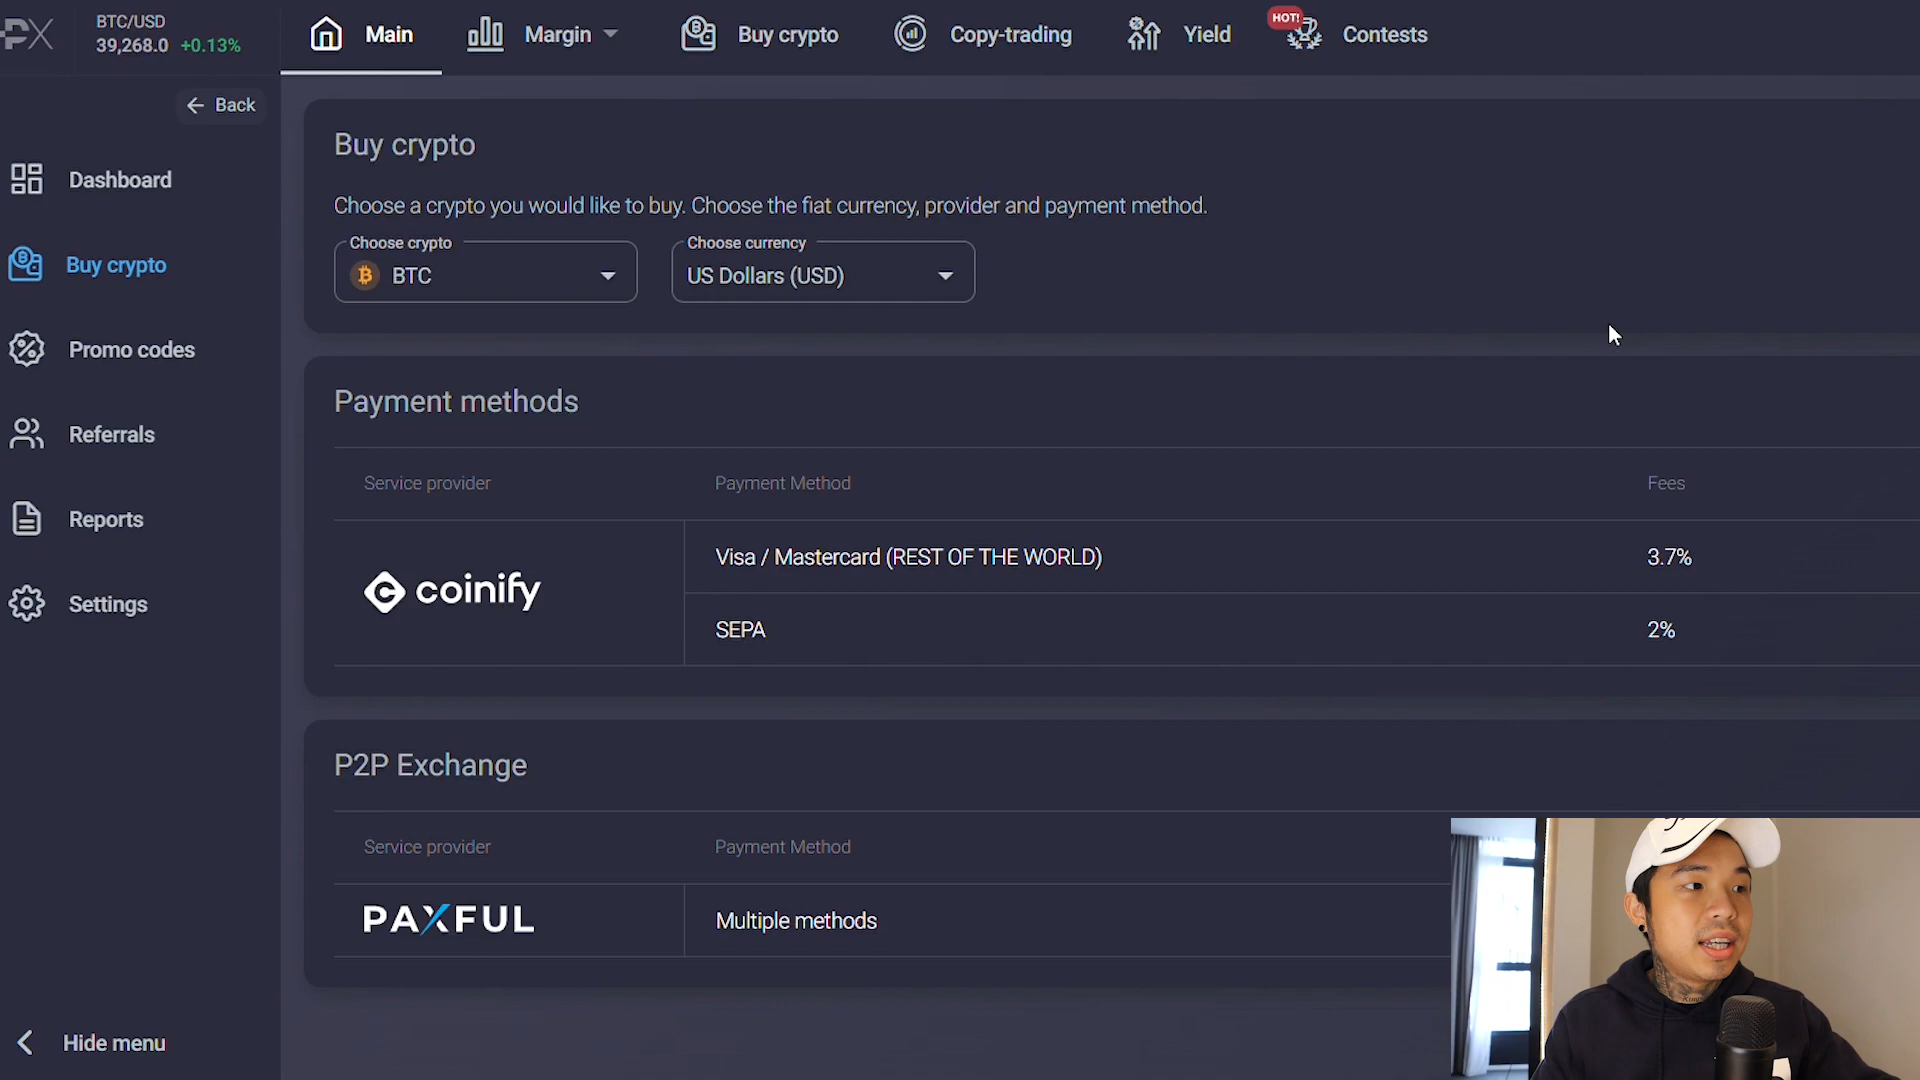 PX
BTC/USD
39,268.0 +0.13%
Main
Margin
Buy crypto
Copy-trading
Yield
HOT!
Contests
Back
Dashboard
Buy crypto
Promo codes
Referrals
Reports
Settings
Hide menu
Buy crypto
Choose a crypto you would like to buy. Choose the fiat currency, provider and payment method.
Choose crypto
BTC
Choose currency
US Dollars (USD)
Payment methods
Service provider
Payment Method
Fees
coinify
Visa / Mastercard (REST OF THE WORLD)
3.7%
SEPA
2%
P2P Exchange
Service provider
Payment Method
PAXFUL
Multiple methods